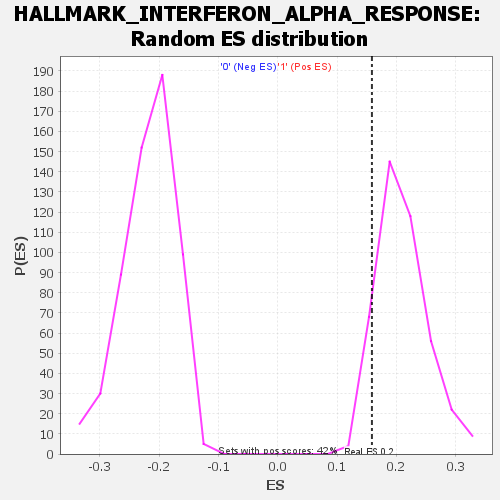 HALLMARK_INTERFERON_ALPHA_RESPONSE:
Random ES distribution
'0' (Neg ES) '1' (Pos ES)
190
180
170
160
150
140
130
120
110
100
90
80
70
60
50
40
30
20
10
0
P(ES)
Sets with pos scores: 42%
Real ES 0.2
-0.3 -0.2 -0.1 0.0 0.1 0.2 0.3
ES